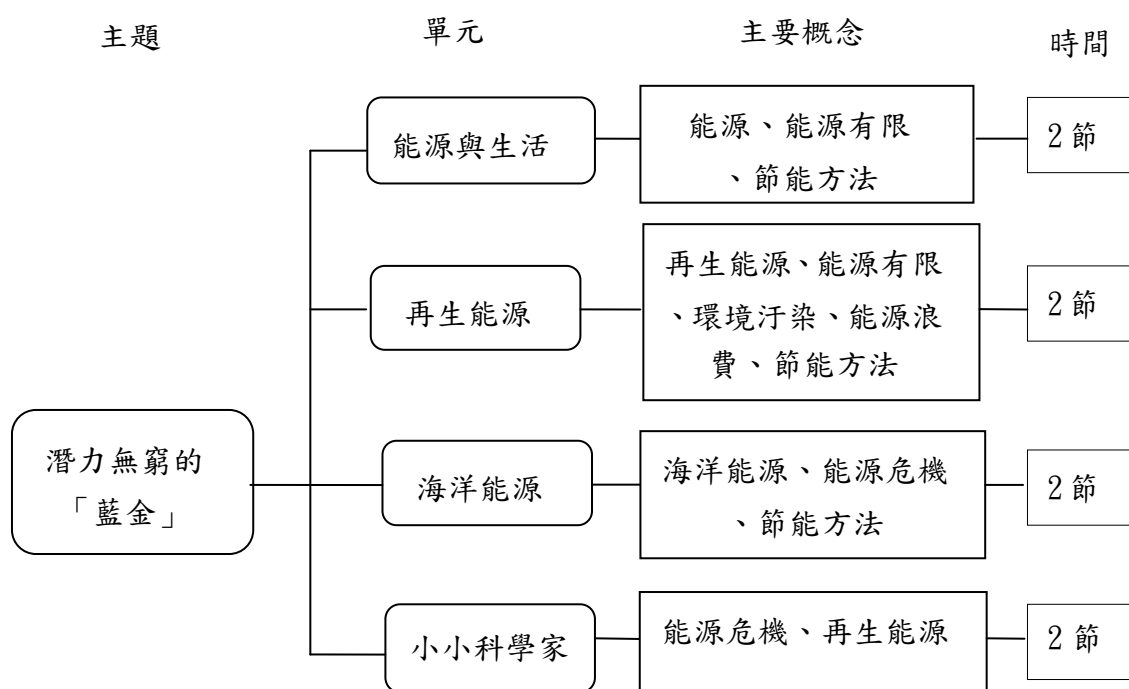 主題 單元 主要概念 時間
能源與生活
能源、能源有限
、節能方法
2 節
再生能源
再生能源、能源有限
、環境汙染、能源浪
費、節能方法
2 節
潛力無窮的
「藍金」
海洋能源
海洋能源、能源危機
、節能方法
2 節
小小科學家
能源危機、再生能源
2 節